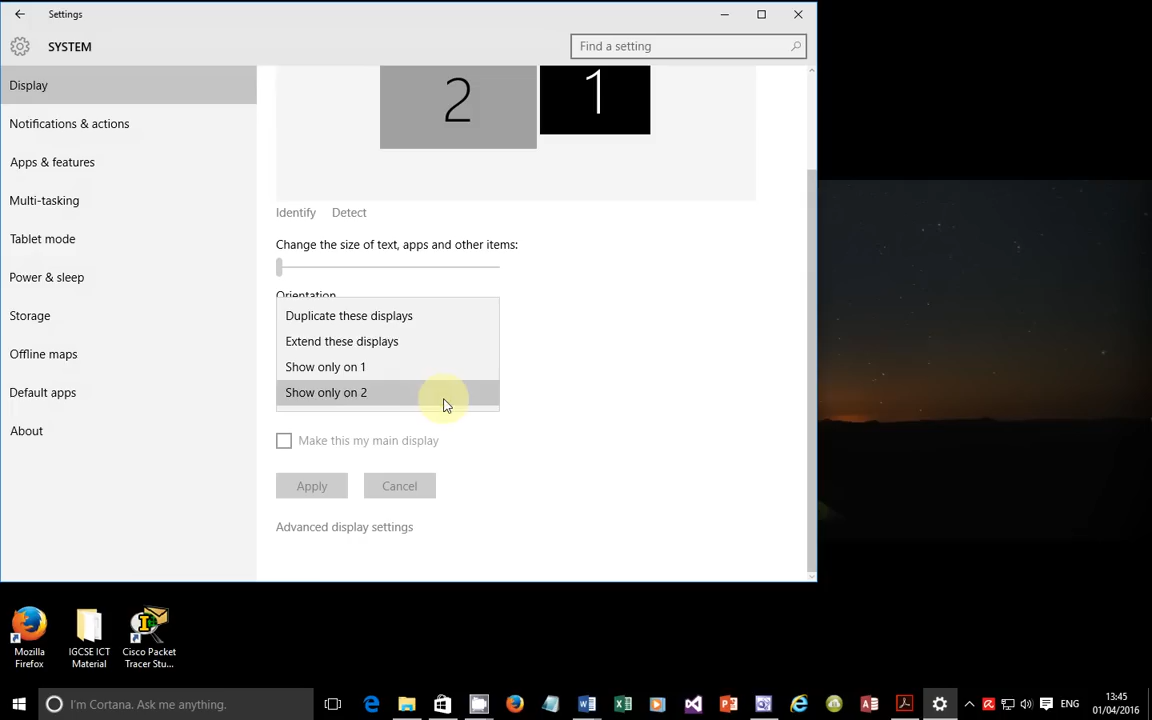 Settings
SYSTEM
Find a setting
Display
Notifications & actions
Apps & features
Multi-tasking
Tablet mode
Power & sleep
Storage
Offline maps
Default apps
About
2
1
Identify
Detect
Change the size of text, apps and other items:
Orientation
Duplicate these displays
Extend these displays
Show only on 1
Show only on 2
Make this my main display
Apply
Cancel
Advanced display settings
Mozilla
Firefox
IGCSE ICT
Material
Cisco Packet
Tracer Stu...
I'm Cortana. Ask me anything.
ENG
13:45
01/04/2016